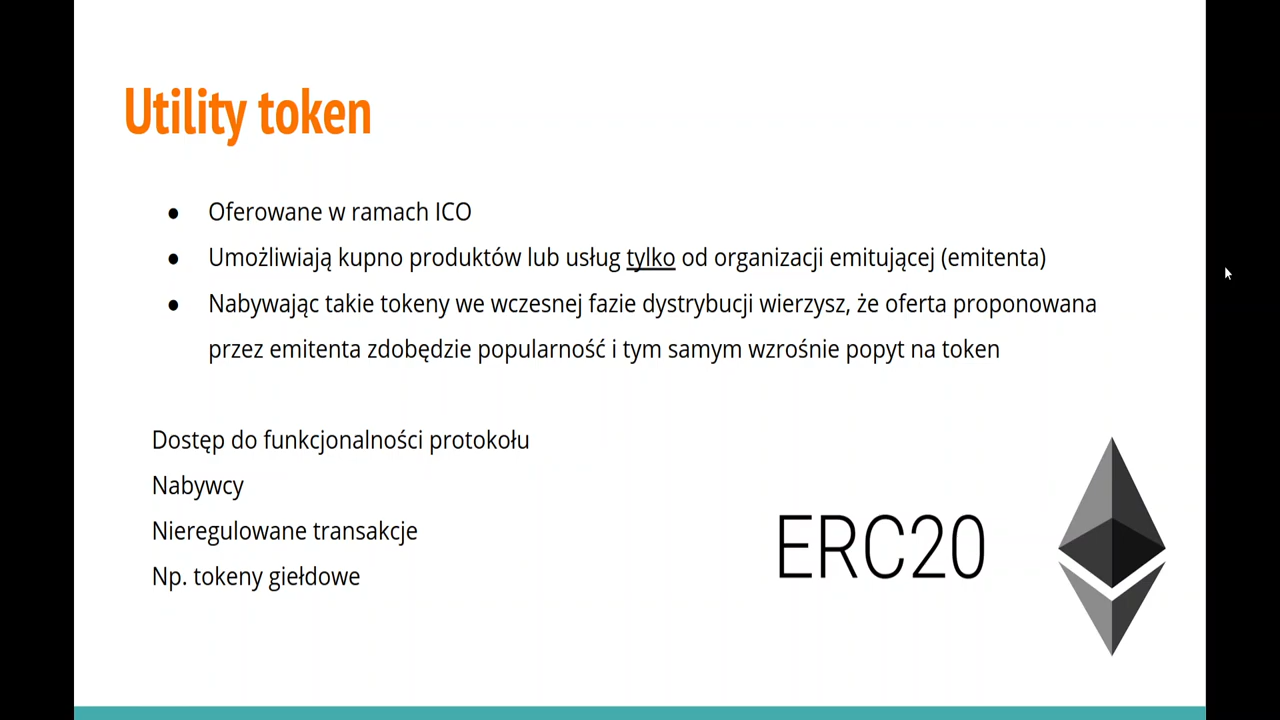 Utility token
● Oferowane w ramach ICO
● Umożliwiają kupno produktów lub usług tylko od organizacji emitującej (emitenta)
● Nabywając takie tokeny we wczesnej fazie dystrybucji wierzysz, że oferta proponowana
przez emitenta zdobędzie popularność i tym samym wzrośnie popyt na token
Dostęp do funkcjonalności protokołu
Nabywcy
Nieregulowane transakcje
Np. tokeny giełdowe
ERC20